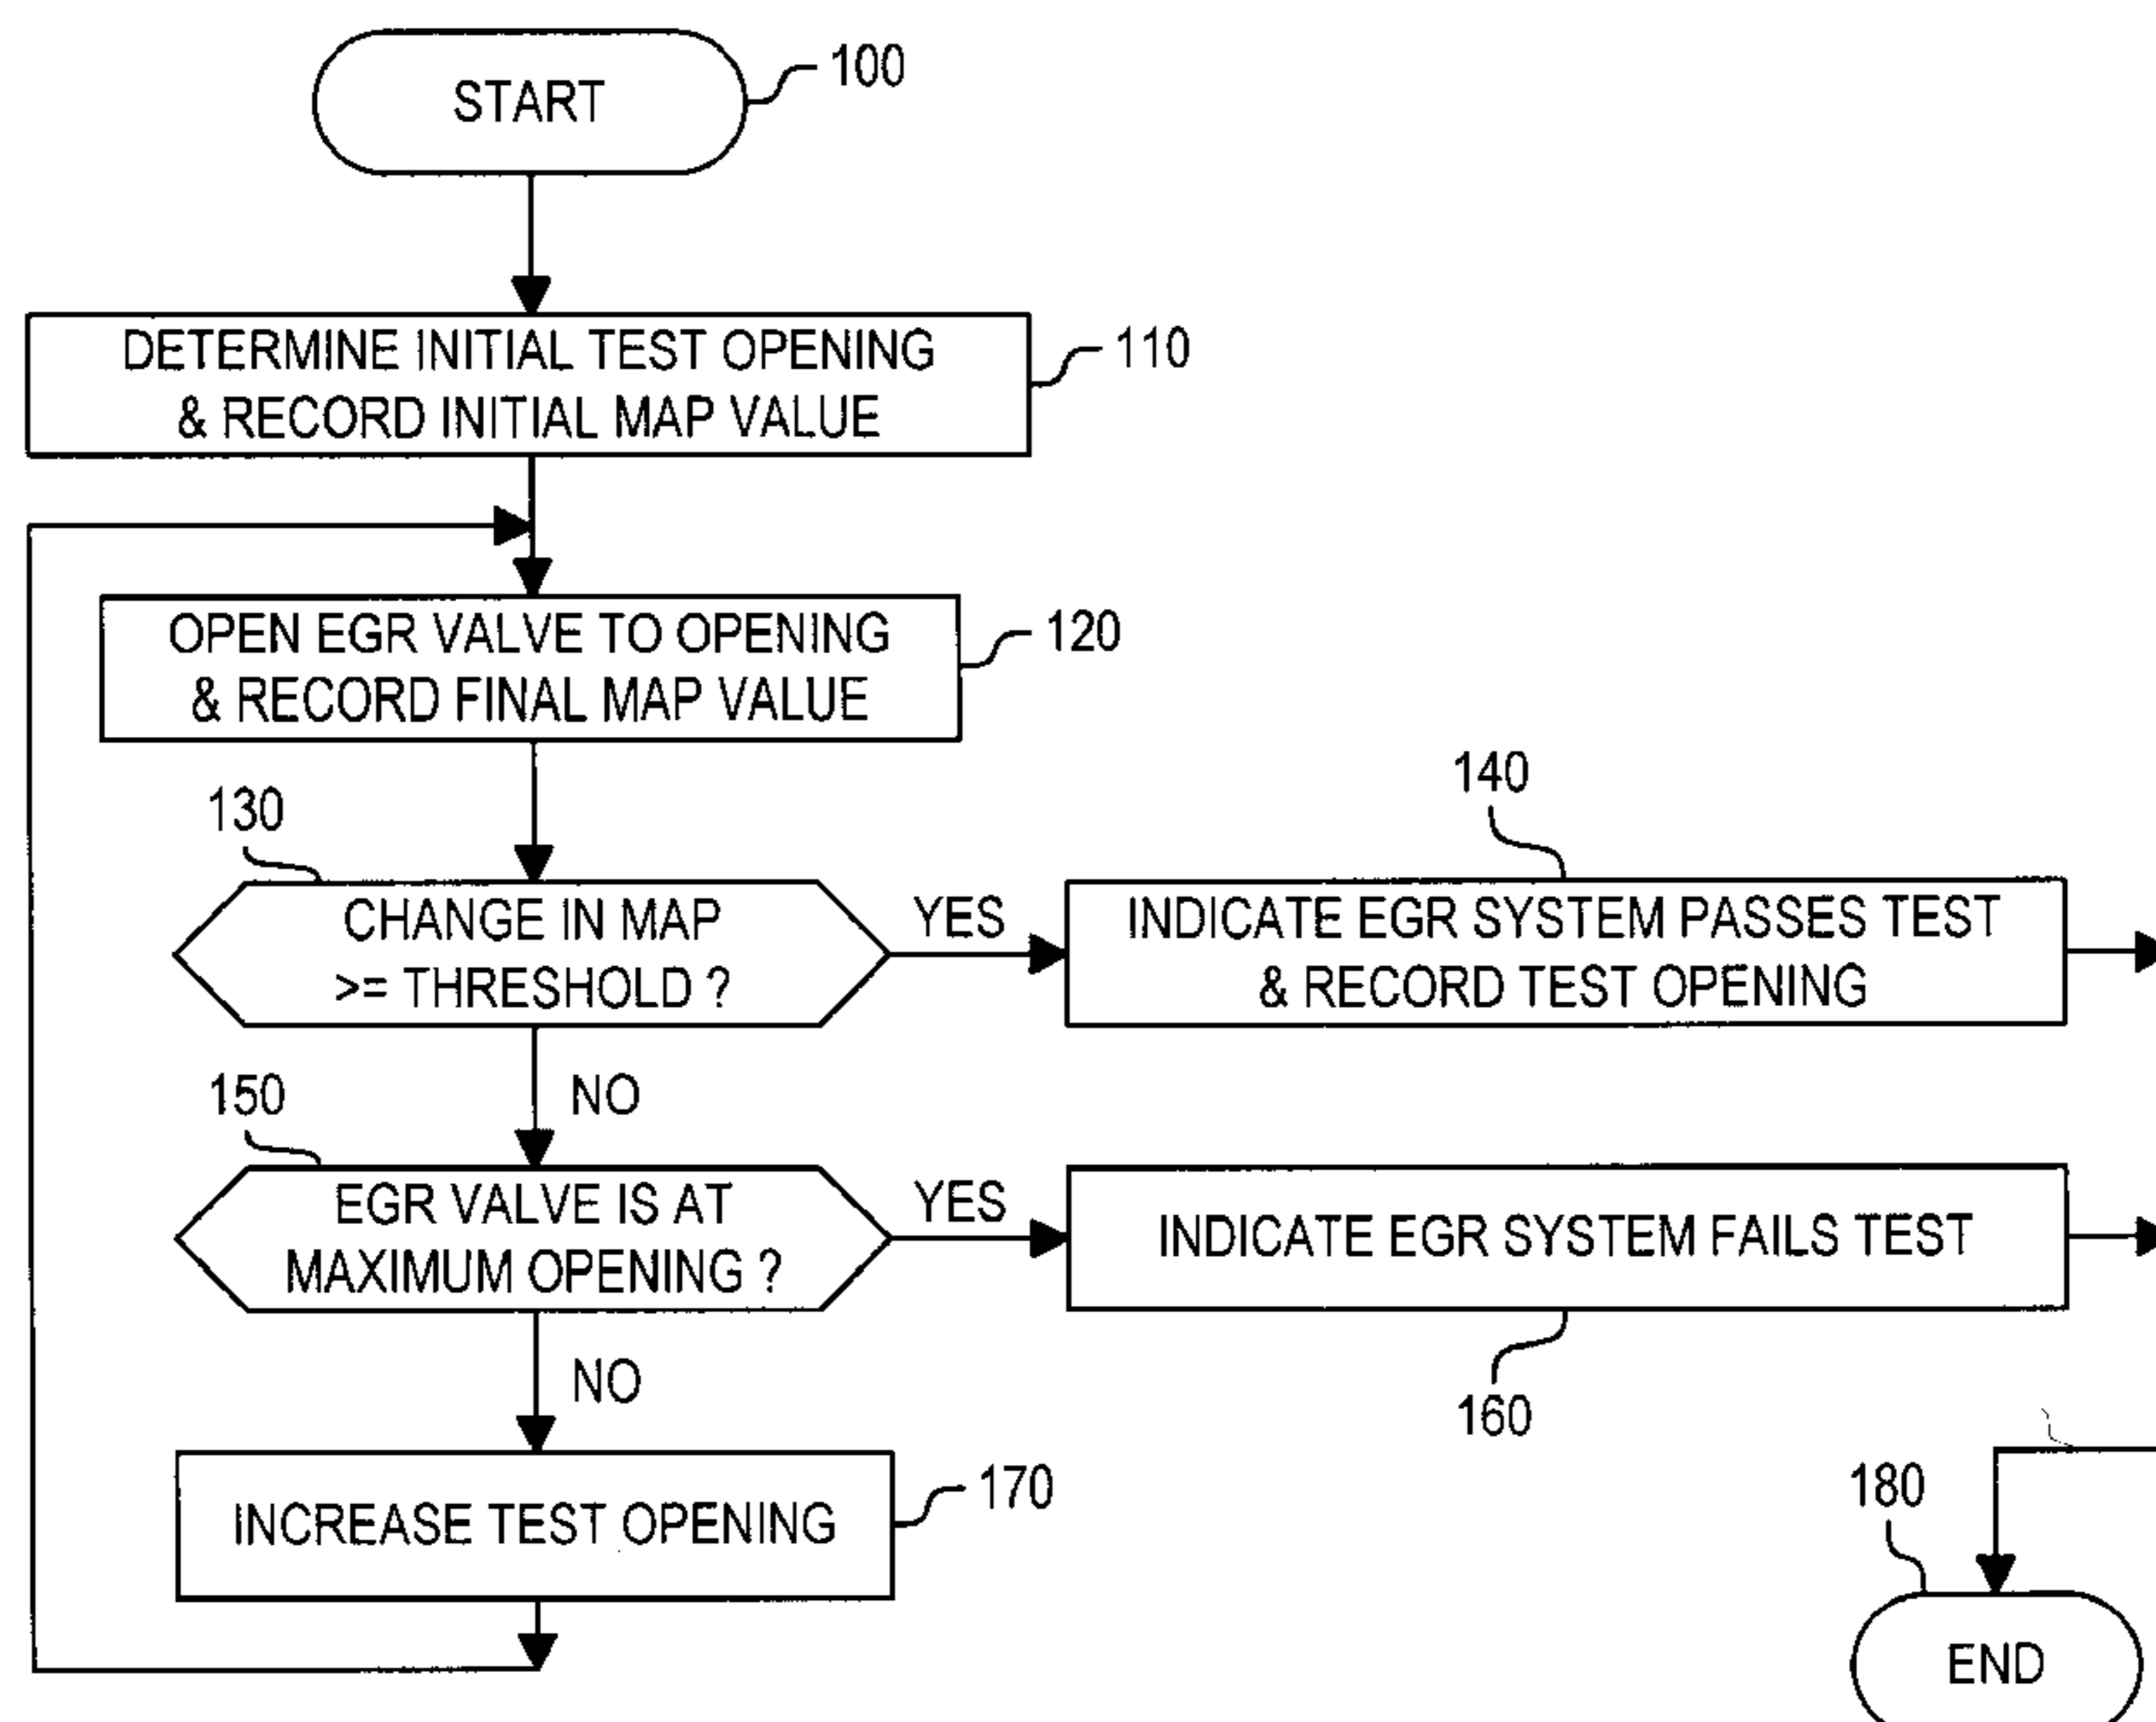 START
100
DETERMINE INITIAL TEST OPENING
& RECORD INITIAL MAP VALUE
110
OPEN EGR VALVE TO OPENING
& RECORD FINAL MAP VALUE
120
130
CHANGE IN MAP
>= THRESHOLD ?
YES
140
INDICATE EGR SYSTEM PASSES TEST
& RECORD TEST OPENING
NO
150
EGR VALVE IS AT
MAXIMUM OPENING ?
YES
INDICATE EGR SYSTEM FAILS TEST
160
NO
INCREASE TEST OPENING
170
180
END